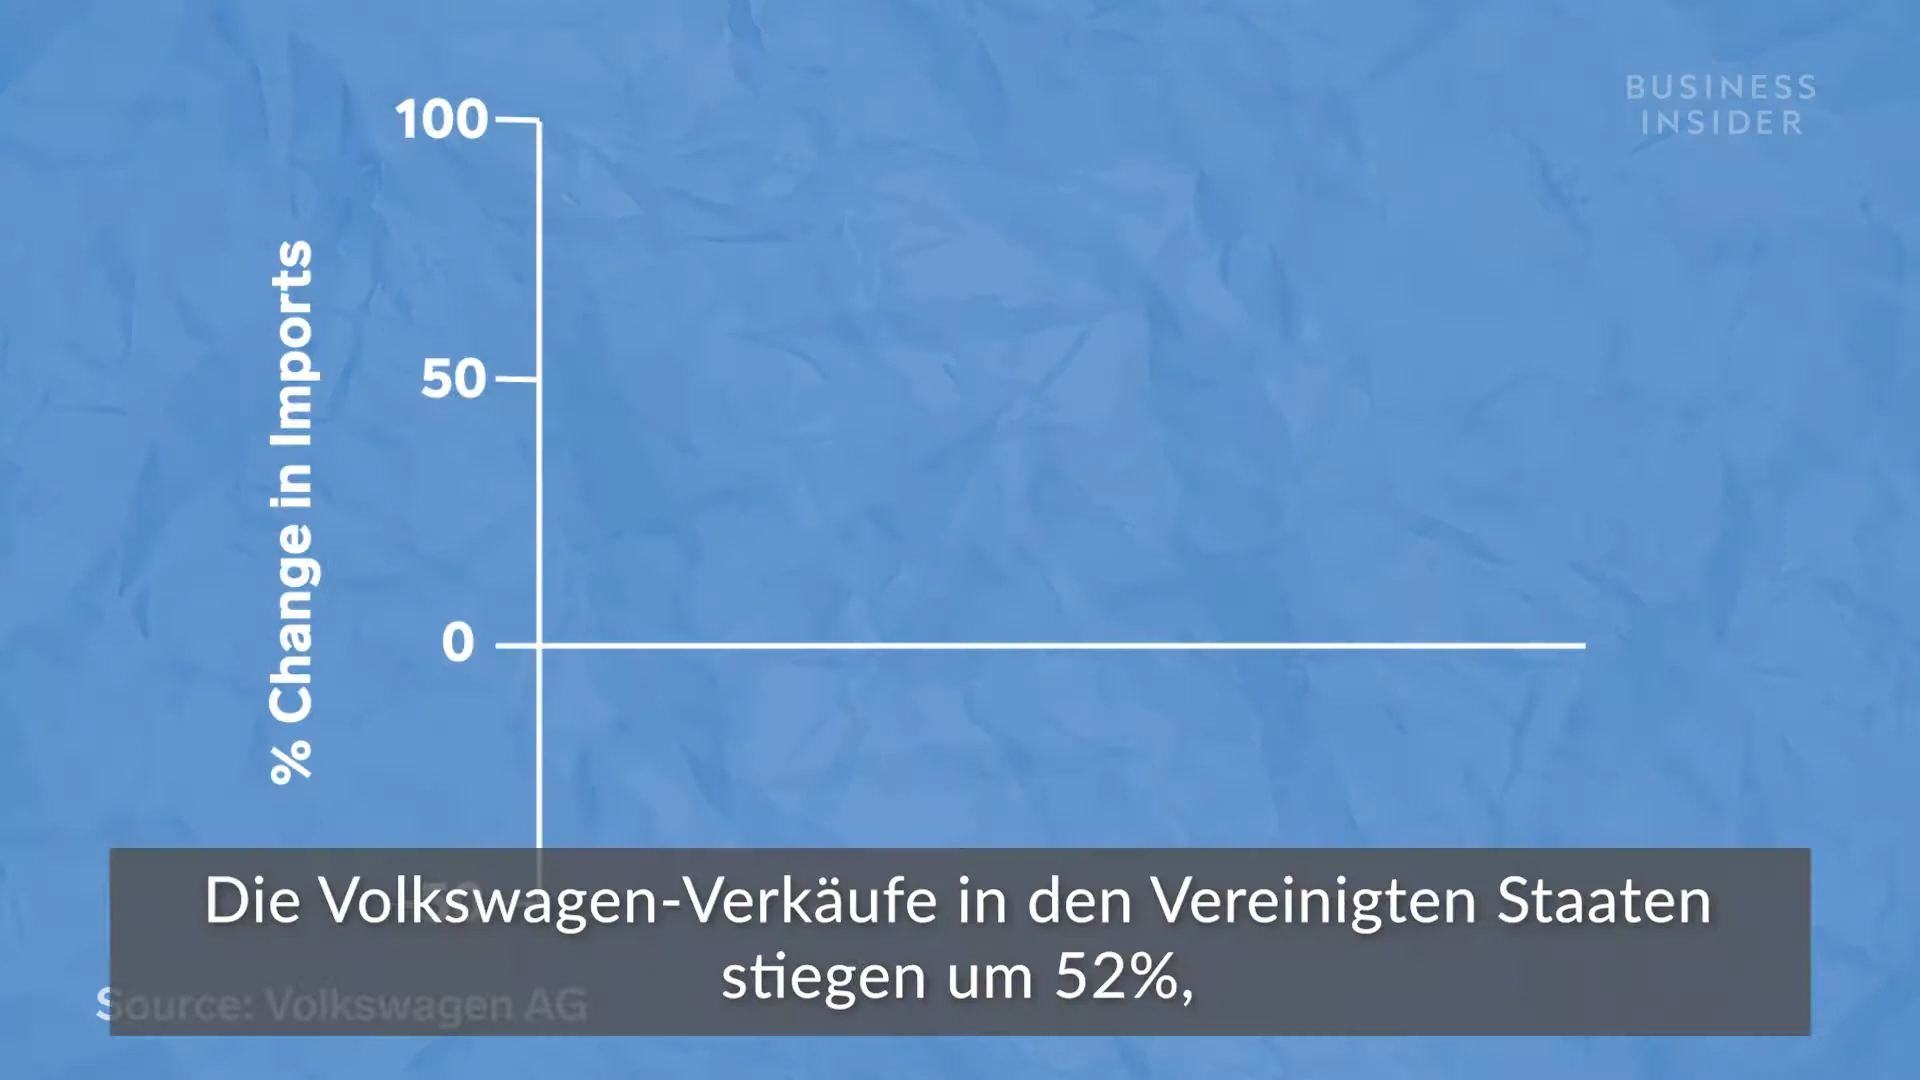 BUSINESS
INSIDER
100
50
0
% Change in Imports
Die Volkswagen-Verkäufe in den Vereinigten Staaten
stiegen um 52%,
Source: Volkswagen AG